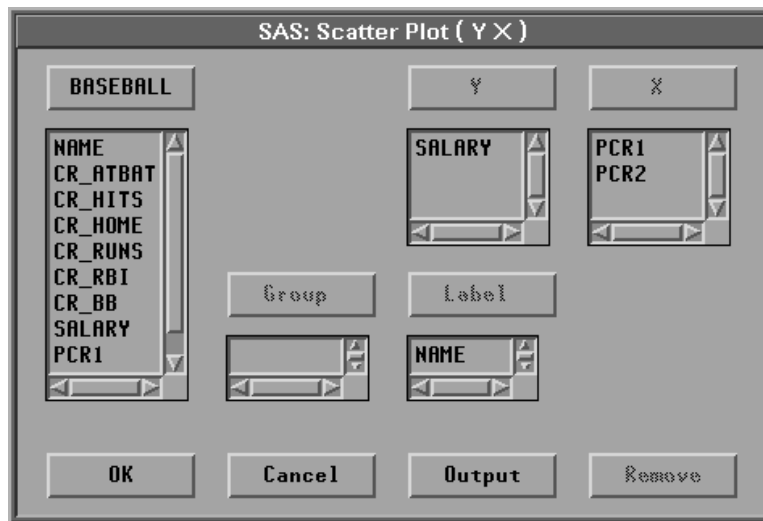 SAS: Scatter Plot ( Y X )
BASEBALL
Y
X
NAME
CR_ATBAT
CR_HITS
CR_HOME
CR_RUNS
CR_RBI
CR_BB
SALARY
PCR1
SALARY
PCR1
PCR2
Group
Label
NAME
OK
Cancel
Output
Remove